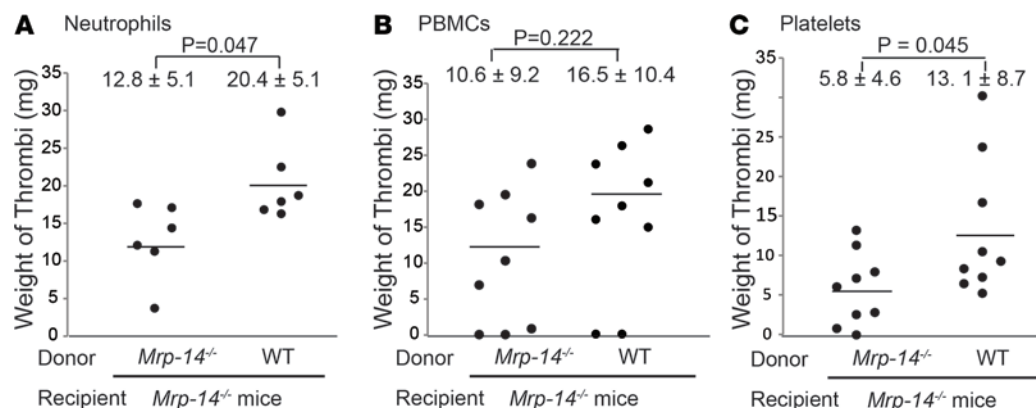 A Neutrophils
P=0.047
12.8 ± 5.1 20.4 ± 5.1
Weight of Thrombi (mg)
35
30
25
20
15
10
5
0
Donor Mrp-14-/- WT
Recipient Mrp-14-/- mice
B PBMCs
P=0.222
10.6 ± 9.2 16.5 ± 10.4
Weight of Thrombi (mg)
35
30
25
20
15
10
5
0
Donor Mrp-14-/- WT
Recipient Mrp-14-/- mice
C Platelets
P = 0.045
5.8 ± 4.6 13. 1 ± 8.7
Weight of Thrombi (mg)
35
30
25
20
15
10
5
0
Donor Mrp-14-/- WT
Recipient Mrp-14-/- mice